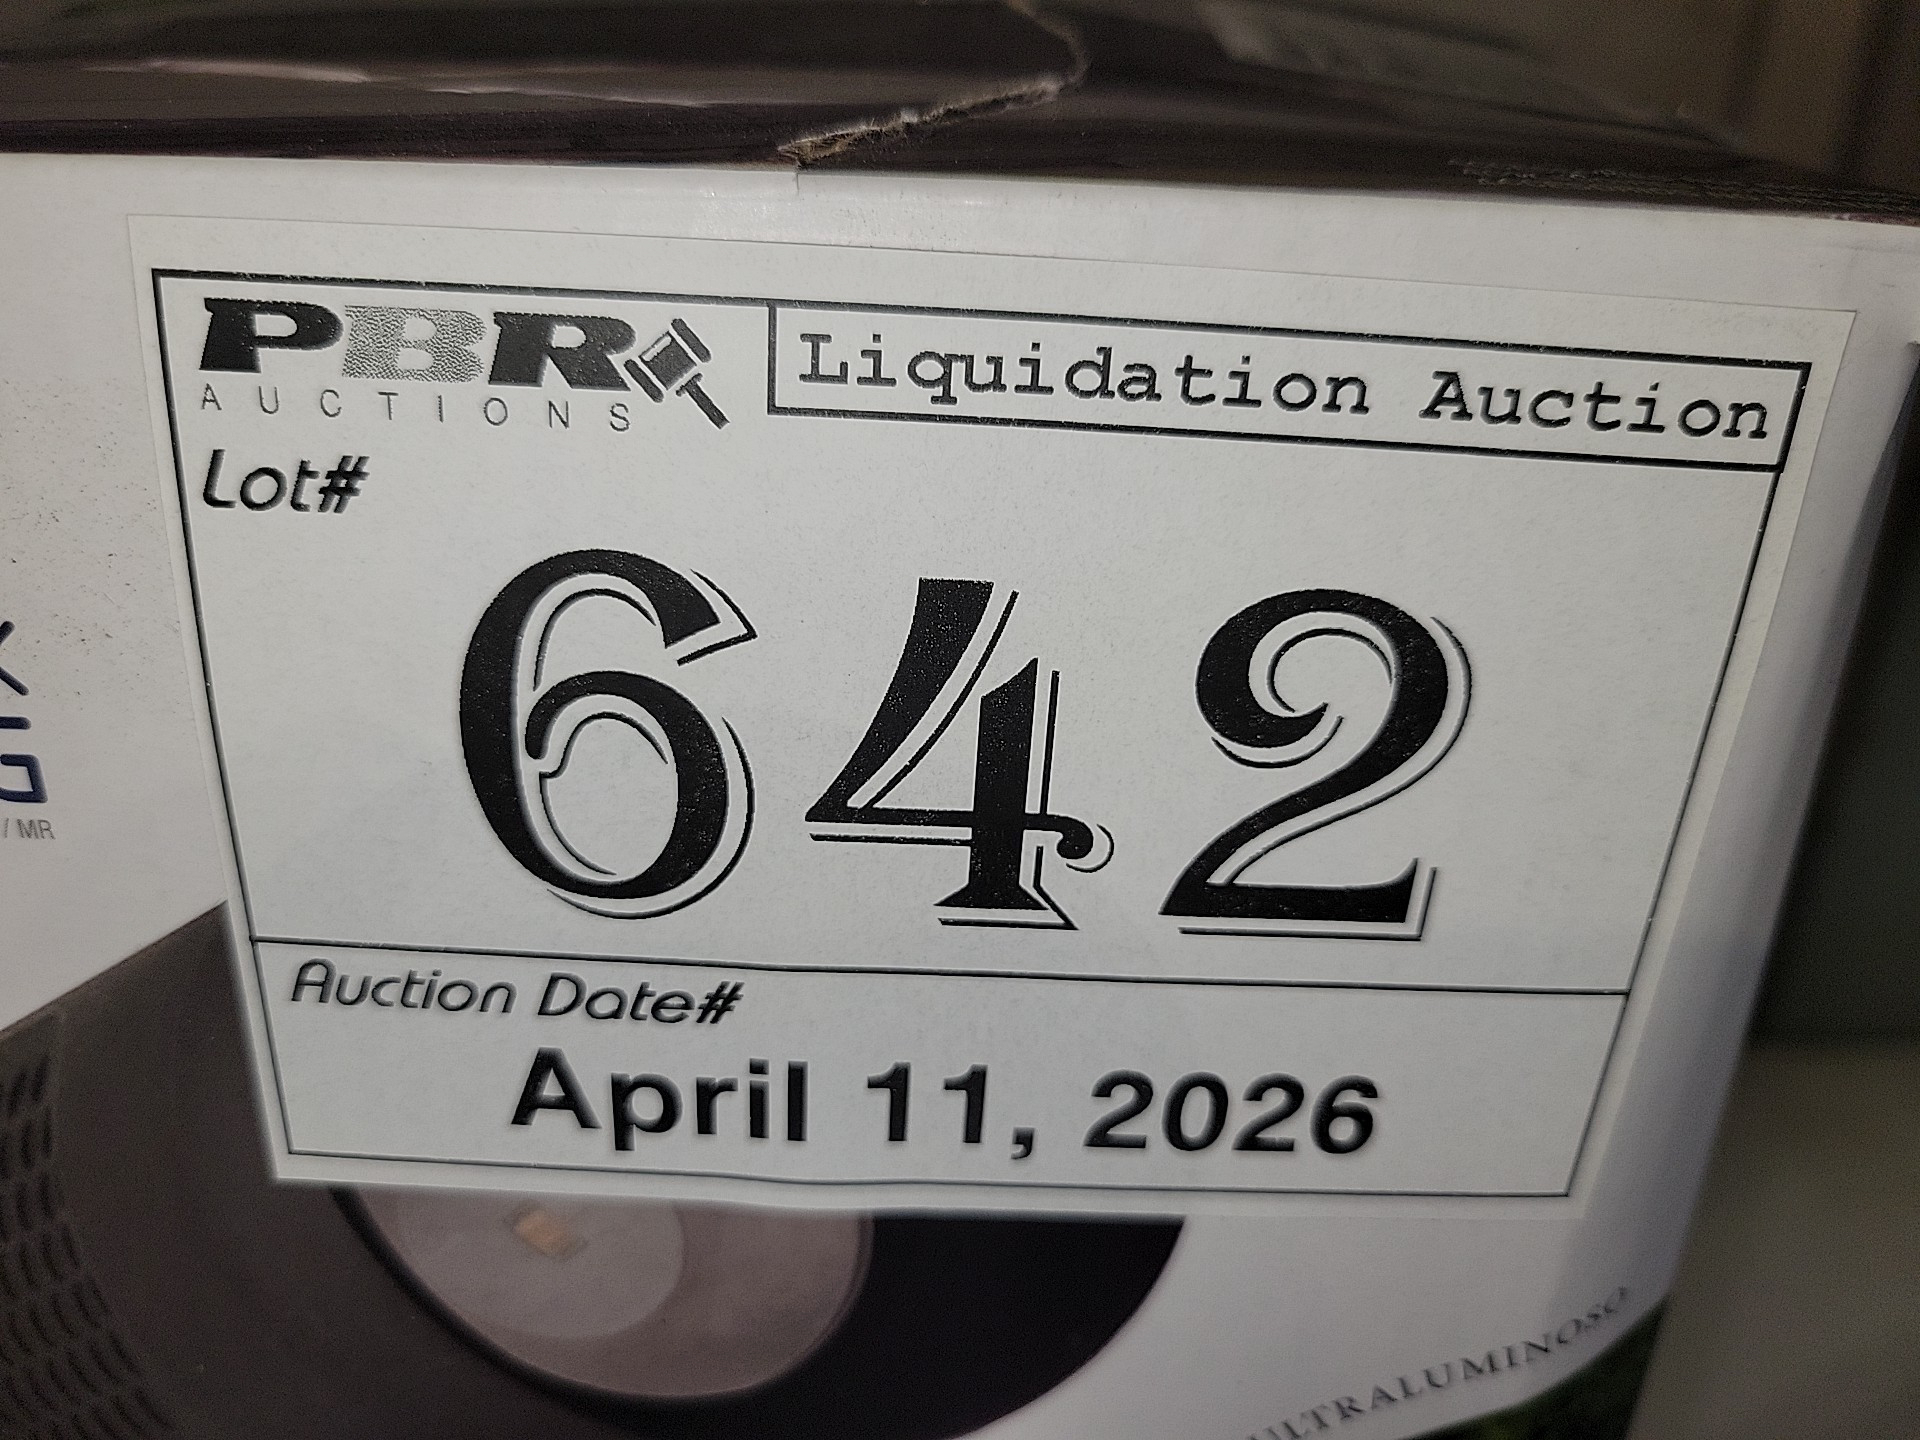 PBR
AUCTIONS
Liquidation Auction
Lot#
642
Auction Date#
April 11, 2026
G
/ MR
ULTRALUMINOSO